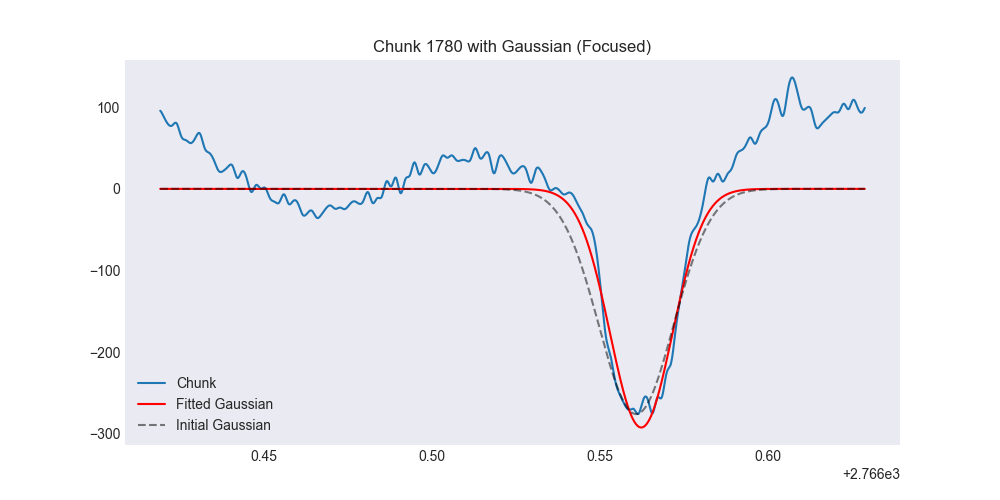 Chunk 1780 with Gaussian (Focused)
100
0
−100
−200
−300
Chunk
Fitted Gaussian
Initial Gaussian
0.45 0.50 0.55 0.60
+2.766e3